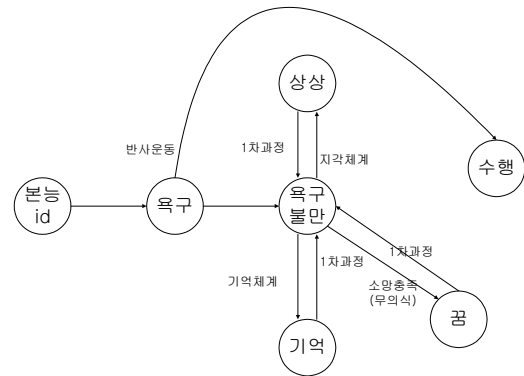 상상
반사운동
1차과정
지각체계
수행
본능
id
욕구
욕구
불만
1차과정
기억체계
1차과정
소망충족
(무의식)
꿈
기억